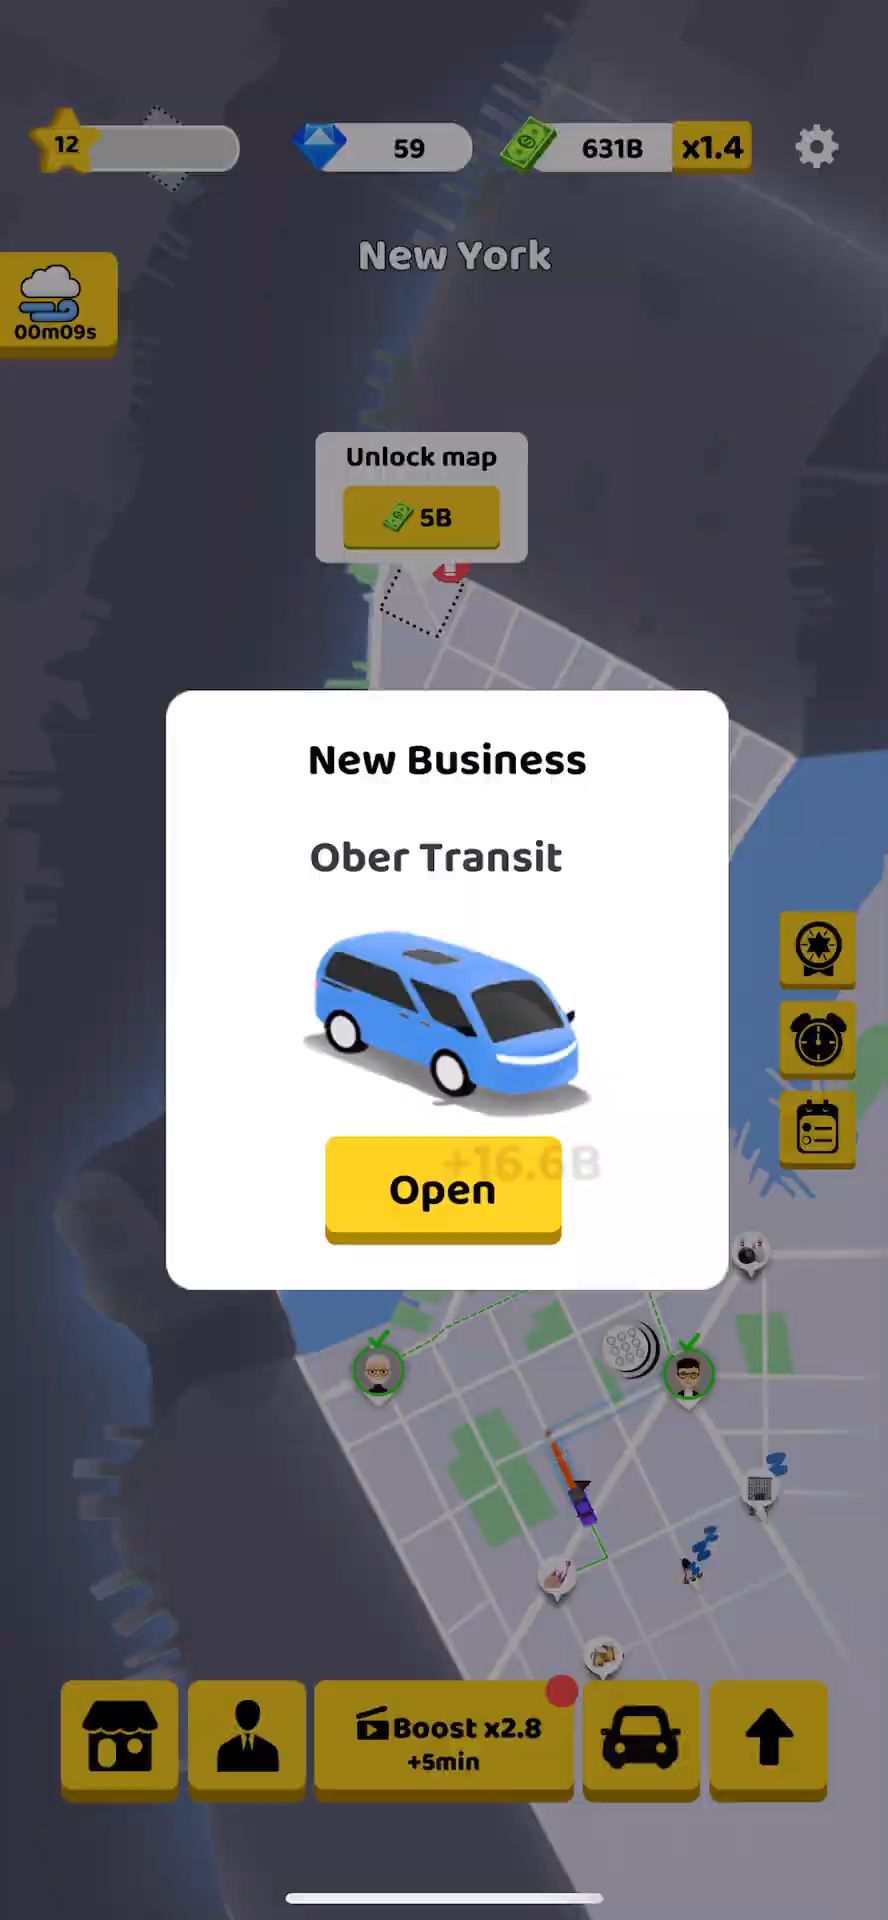 12
59
631B
x1.4
New York
00m09s
Unlock map
5B
New Business
Ober Transit
+16.6B
Open
Boost x2.8
+5min